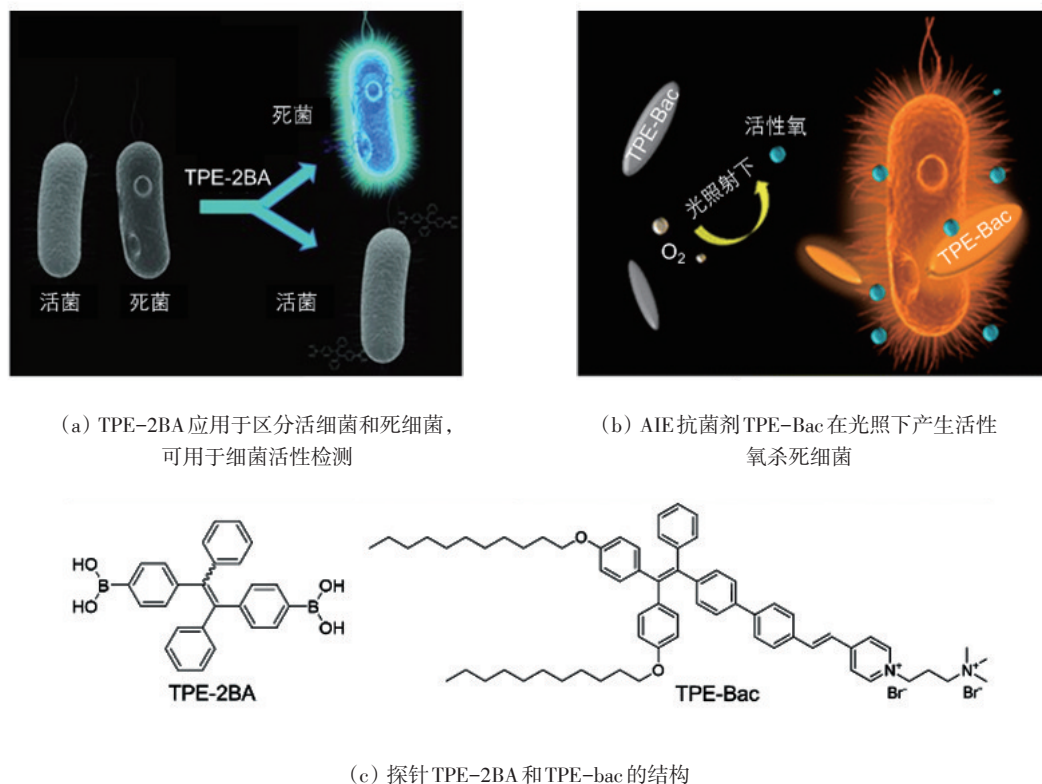 死菌
TPE-2BA
活菌
死菌
活菌
TPE-Bac
活性氧
光照射下
O2
TPE-Bac
(a) TPE-2BA应用于区分活细菌和死细菌,
可用于细菌活性检测
(b) AIE抗菌剂TPE-Bac在光照下产生活性
氧杀死细菌
HO
B
HO
OH
B
OH
TPE-2BA
O
O
N+
Br-
N+
Br-
TPE-Bac
(c) 探针TPE-2BA和TPE-bac的结构